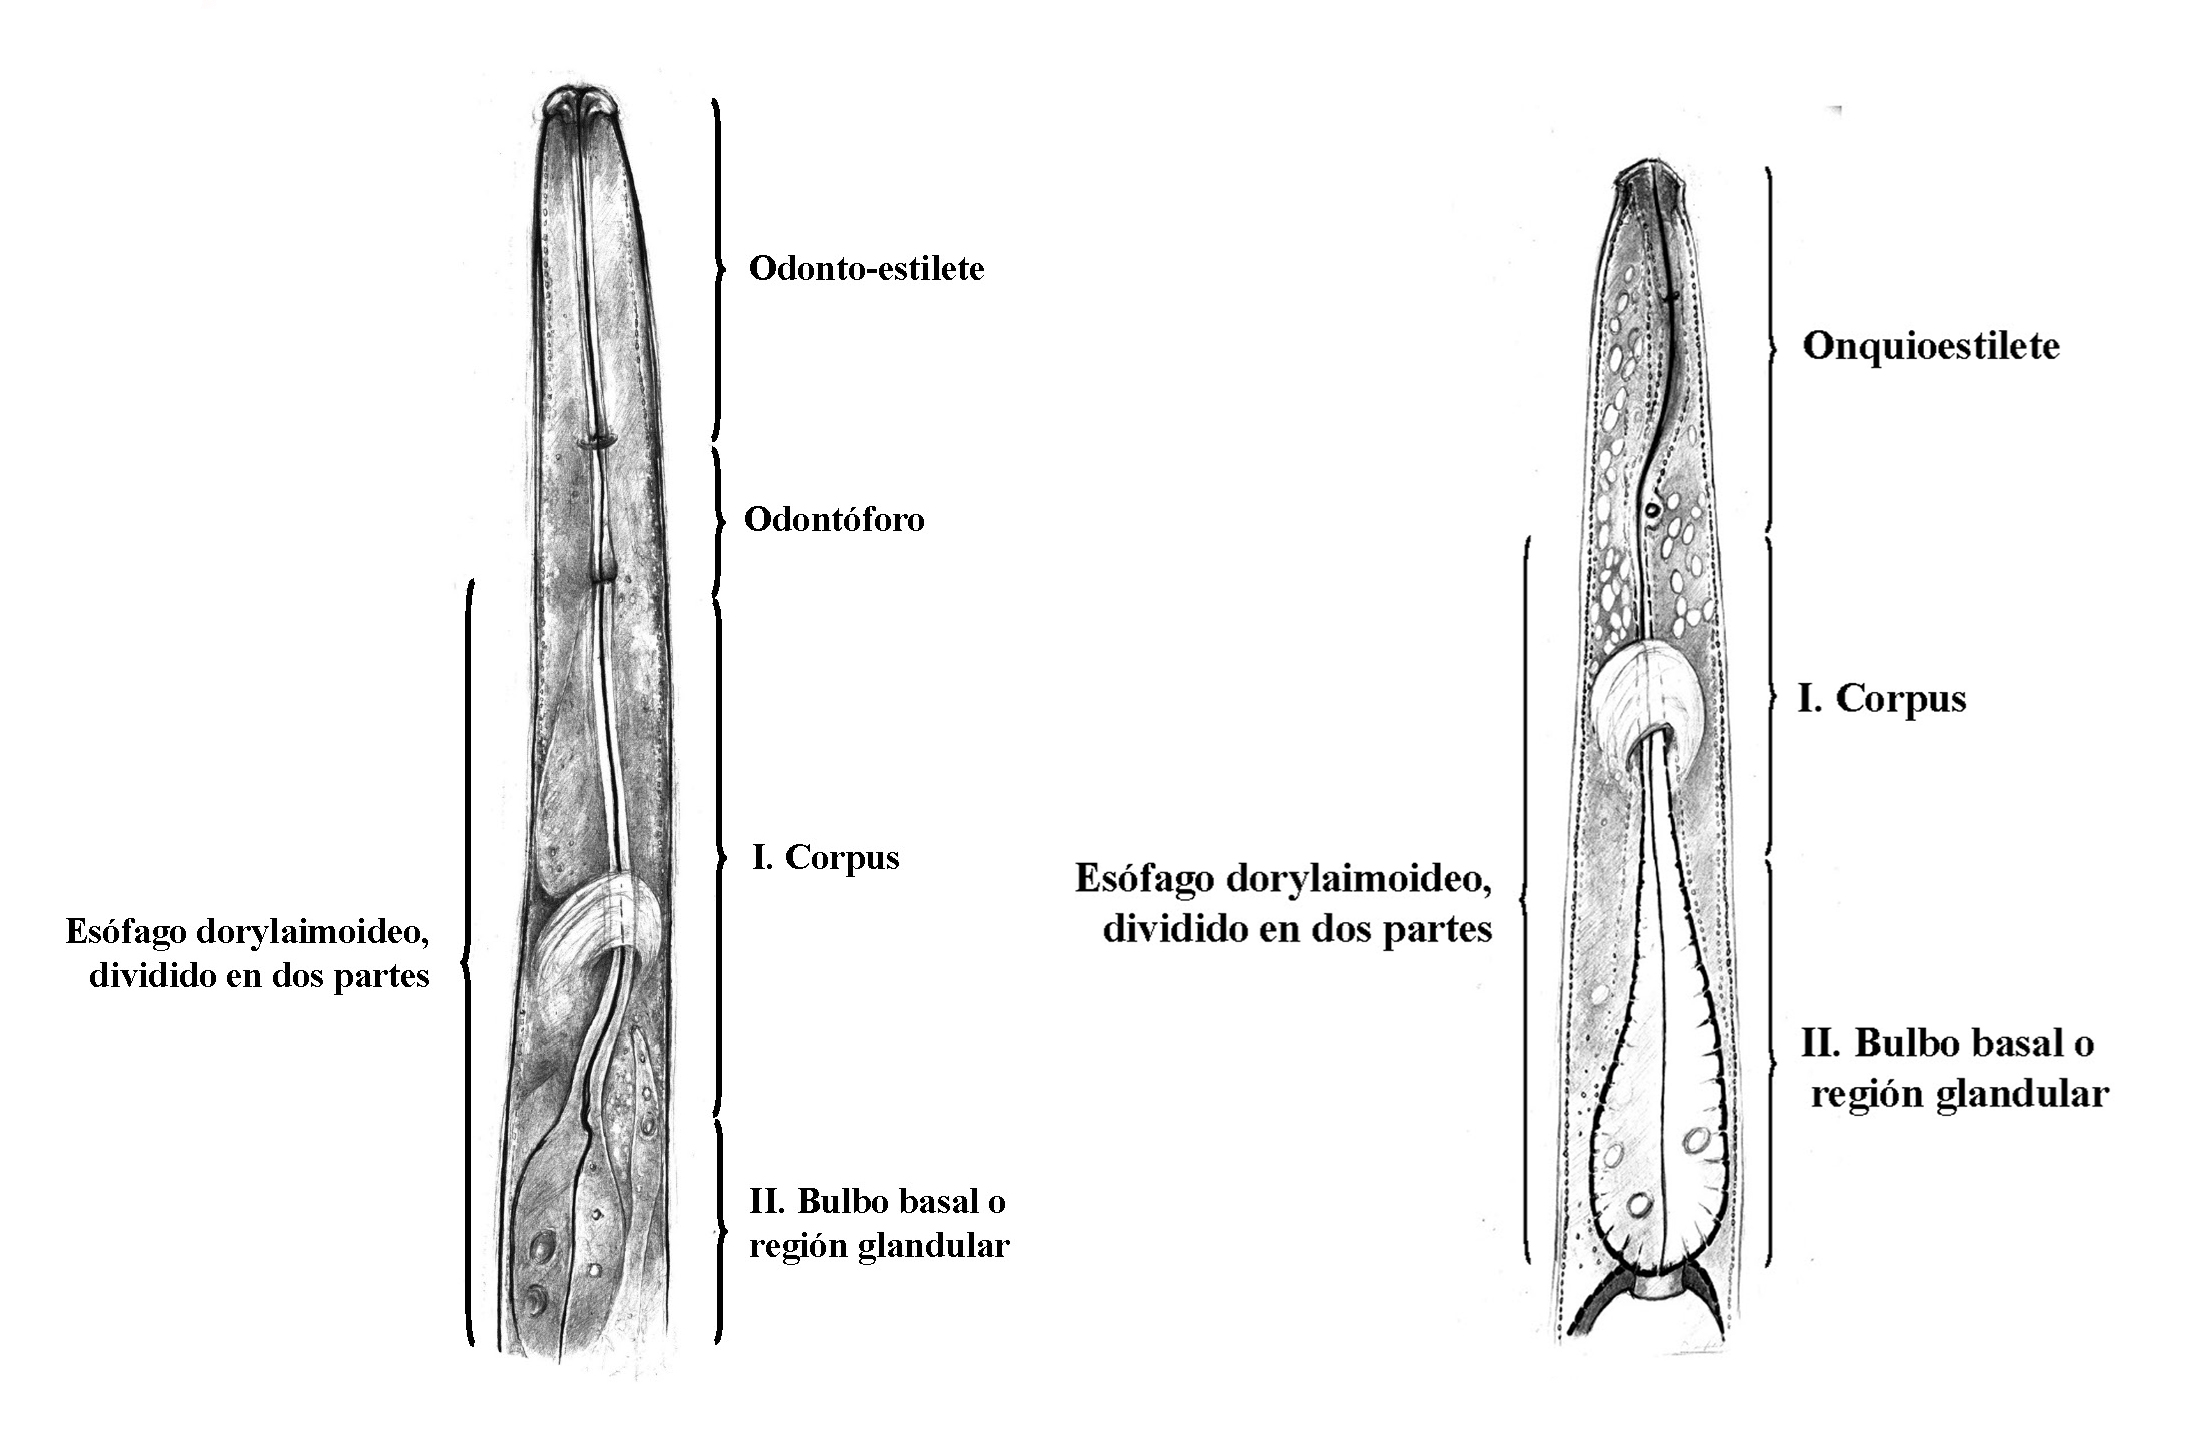 Odonto-estilete
Odontóforo
I. Corpus
Esófago dorylaimoideo,
dividido en dos partes
II. Bulbo basal o
región glandular
Onquioestilete
I. Corpus
Esófago dorylaimoideo,
dividido en dos partes
II. Bulbo basal o
región glandular